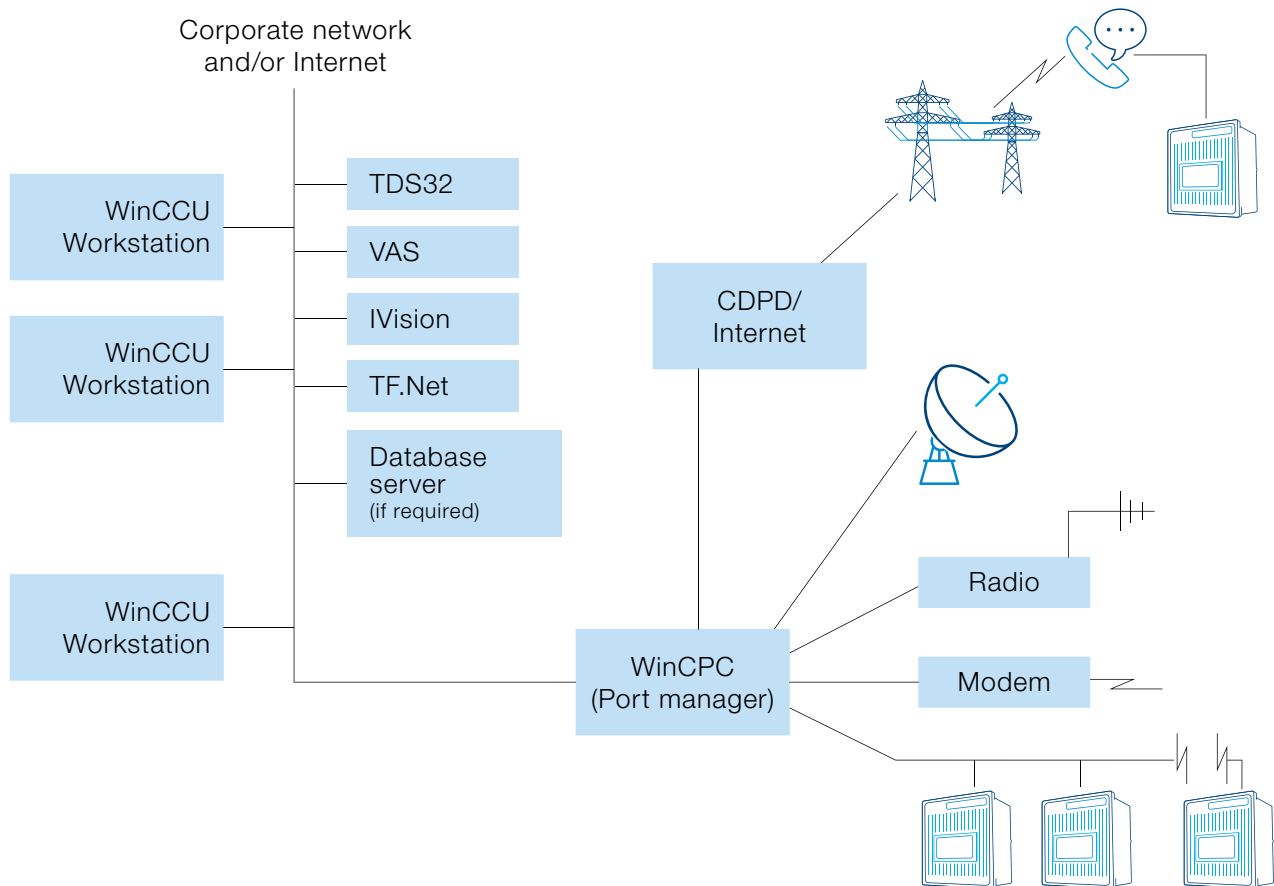 Corporate network
and/or Internet
WinCCU
Workstation
WinCCU
Workstation
WinCCU
Workstation
TDS32
VAS
IVision
TF.Net
Database
server
(if required)
CDPD/
Internet
WinCPC
(Port manager)
Radio
Modem